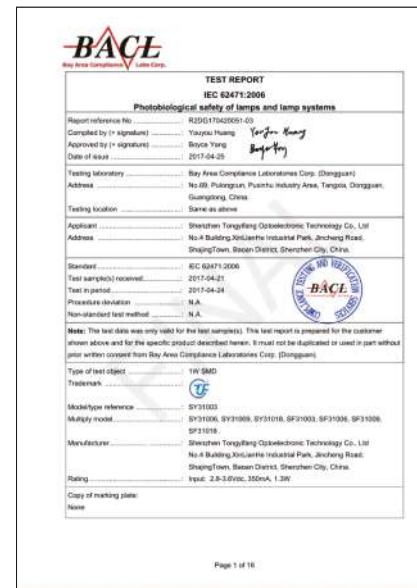 BACL
Bay Area Compliance Labs Corp.
TEST REPORT
IEC 62471:2006
Photobiological safety of lamps and lamp systems
Report reference No ..................: R2DG170420051-03
Compiled by (+ signature) ..............: Youyou Huang
Approved by (+ signature) ..............: Boyce Yang
Date of issue ..............................: 2017-04-25
Testing laboratory ........................: Bay Area Compliance Laboratories Corp. (Dongguan)
Address ......................................: No.69, Pulongcun, Puxinhu Industry Area, Tangxia, Dongguan,
Guangdong, China.
Testing location ..........................: Same as above
Applicant ....................................: Shenzhen Tongyifang Optoelectronic Technology Co., Ltd
Address ......................................: No.4 Building,XinLianHe Industrial Park, Jincheng Road,
ShajingTown, Baoan District, Shenzhen City, China.
Standard .....................................: IEC 62471:2006
Test sample(s) received................: 2017-04-21
Test in period...............................: 2017-04-24
Procedure deviation .....................: N.A.
Non-standard test method ............: N.A.
COMPLIANCE TESTING AND VERIFICATION SERVICES
BACL
Note: The test data was only valid for the test sample(s). This test report is prepared for the customer
shown above and for the specific product described herein. It must not be duplicated or used in part without
prior written consent from Bay Area Compliance Laboratories Corp. (Dongguan).
Type of test object ........................: 1W SMD
Trademark ...................................:
Model/type reference ....................: SY31003
Multiply model..............................: SY31006, SY31009, SY31018, SF31003, SF31006, SF31009,
SF31018 .
Manufacturer................................: Shenzhen Tongyifang Optoelectronic Technology Co., Ltd
No.4 Building,XinLianHe Industrial Park, Jincheng Road,
ShajingTown, Baoan District, Shenzhen City, China.
Rating..........................................: Input: 2.8-3.6Vdc, 350mA, 1.3W
Copy of marking plate:
None
Page 1 of 16